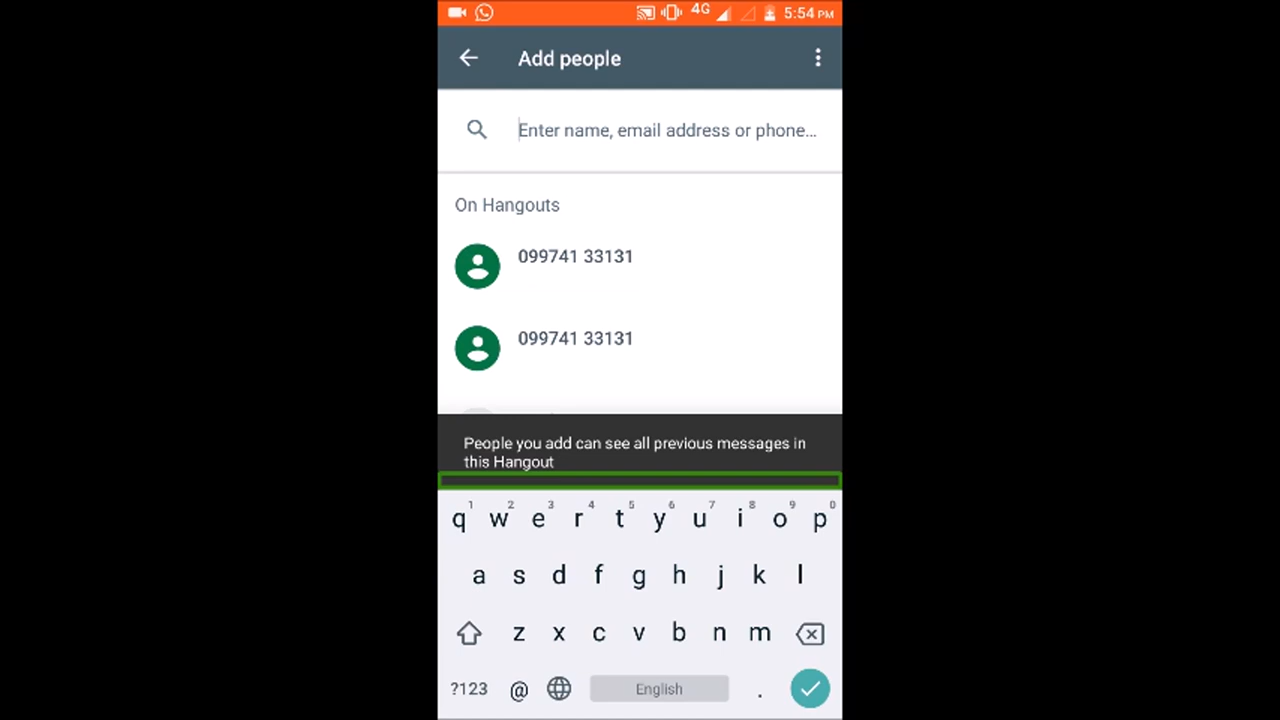 4G 5:54 PM
Add people
Enter name, email address or phone...
On Hangouts
099741 33131
099741 33131
People you add can see all previous messages in
this Hangout
1 2 3 4 5 6 7 8 9 0
q w e r t y u i o p
a s d f g h j k l
z x c v b n m
?123 @ English .